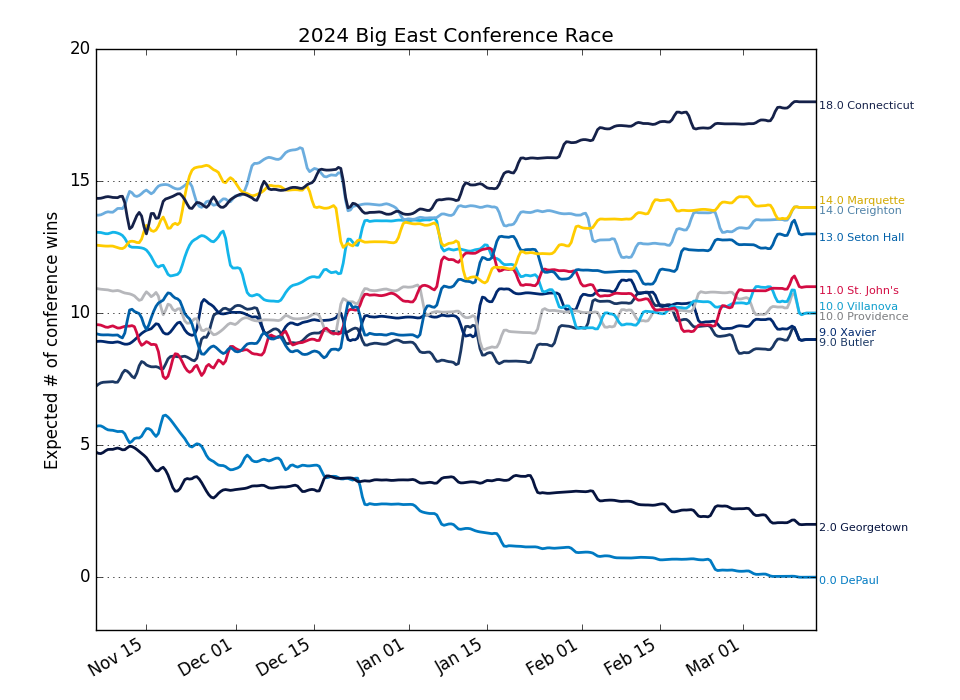 2024 Big East Conference Race
Expected # of conference wins
20
15
10
5
0
18.0 Connecticut
14.0 Marquette
14.0 Creighton
13.0 Seton Hall
11.0 St. John's
10.0 Villanova
10.0 Providence
9.0 Xavier
9.0 Butler
2.0 Georgetown
0.0 DePaul
Nov 15
Dec 01
Dec 15
Jan 01
Jan 15
Feb 01
Feb 15
Mar 01